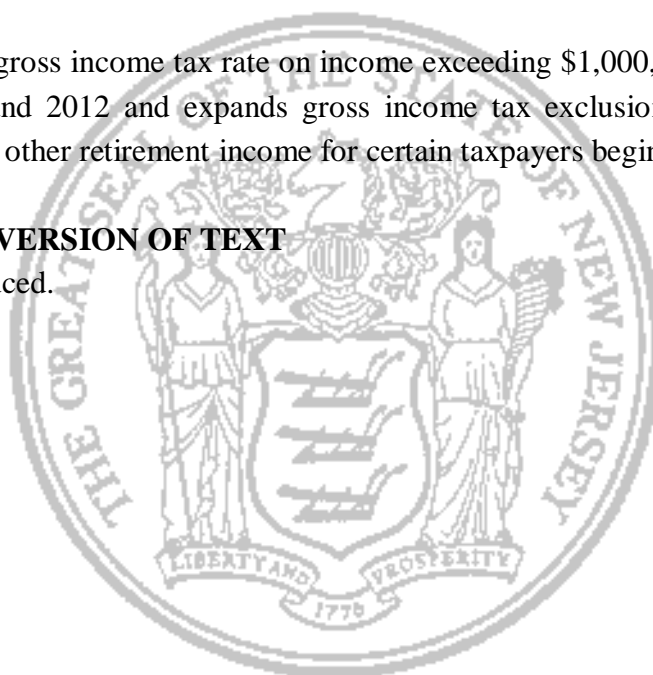 gross income tax rate on income exceeding $1,000,
nd 2012 and expands gross income tax exclusion
other retirement income for certain taxpayers begin
VERSION OF TEXT
ced.
THE GREAT SEAL OF THE STATE OF NEW JERSEY
LIBERTY AND PROSPERITY
1776